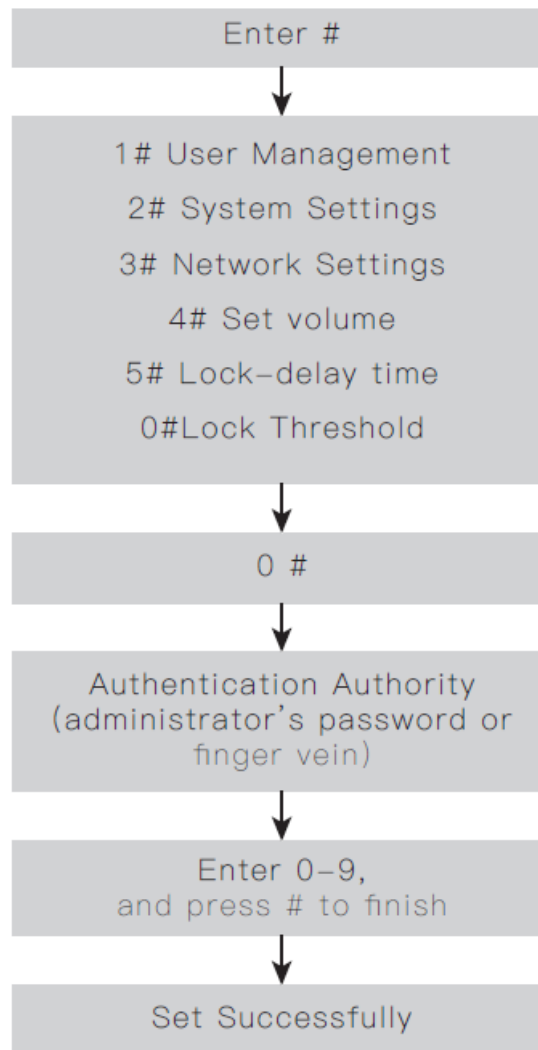 Enter #
1# User Management
2# System Settings
3# Network Settings
4# Set volume
5# Lock-delay time
0#Lock Threshold
0 #
Authentication Authority
(administrator's password or
finger vein)
Enter 0-9,
and press # to finish
Set Successfully